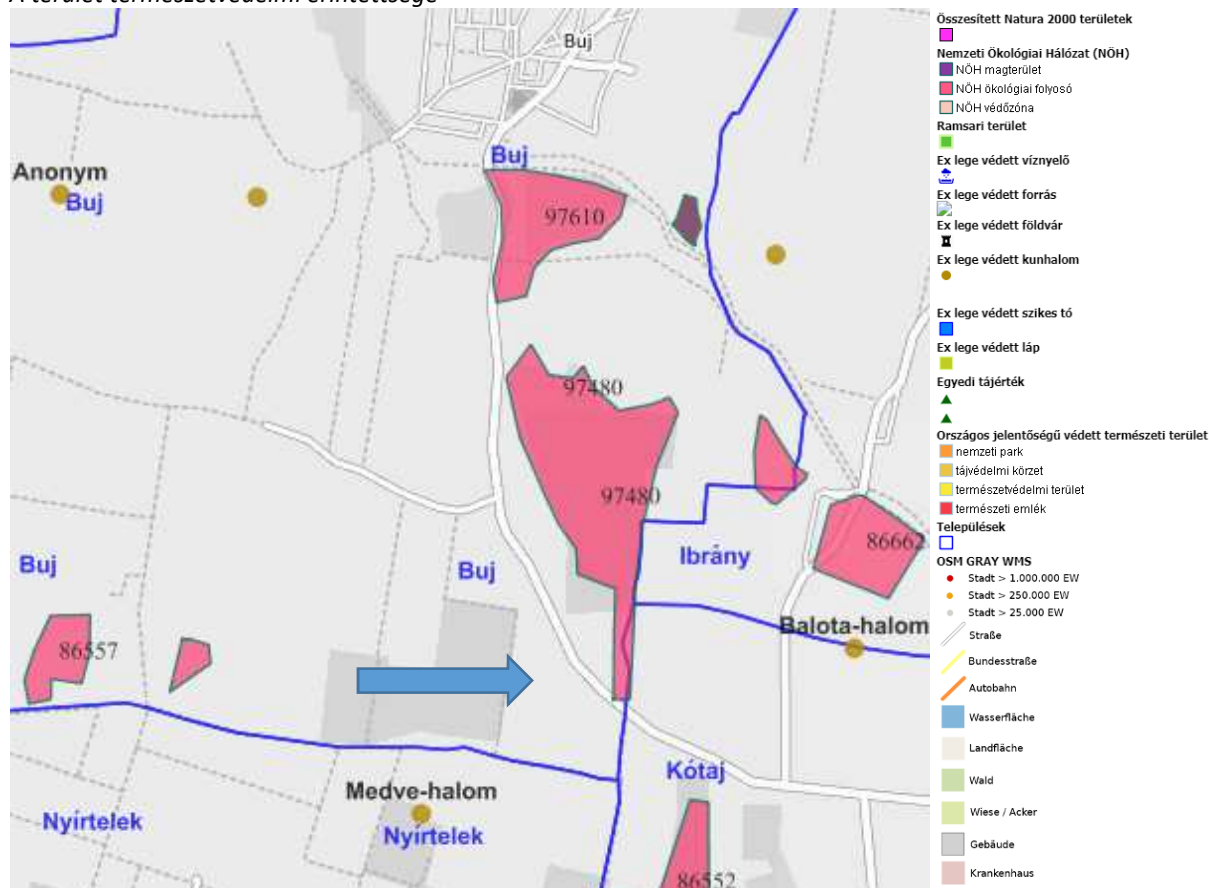 A terület természetvédelmi érintettsége
Buj
Buj
Anonym
Buj
97610
97480
97480
Ibrány
86662
Buj
Buj
Balota-halom
86557
Kótaj
Medve-halom
Nyírtelek
Nyírtelek
86552
Összesített Natura 2000 területek
Nemzeti Ökológiai Hálózat (NÖH)
NÖH magterület
NÖH ökológiai folyosó
NÖH védőzóna
Ramsari terület
Ex lege védett víznyelő
Ex lege védett forrás
Ex lege védett földvár
Ex lege védett kunhalom
Ex lege védett szikes tó
Ex lege védett láp
Egyedi tájérték
Országos jelentőségű védett természeti terület
nemzeti park
tájvédelmi körzet
természetvédelmi terület
természeti emlék
Települések
OSM GRAY WMS
Stadt > 1.000.000 EW
Stadt > 250.000 EW
Stadt > 25.000 EW
Straße
Bundesstraße
Autobahn
Wasserfläche
Landfläche
Wald
Wiese / Acker
Gebäude
Krankenhaus